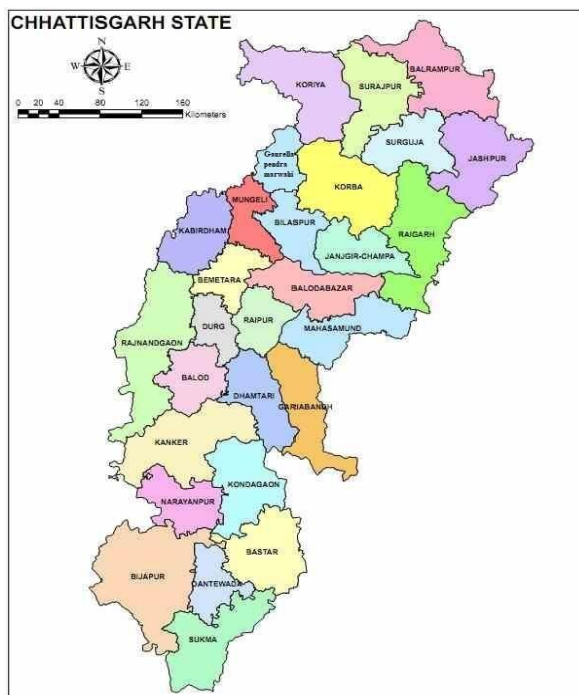 CHHATTISGARH STATE
N
W E
S
0 20 40 80 120 160
Kilometers
BALRAMPUR
KORIYA
SURAJPUR
SURGUJA
JASHPUR
Gaurella
pendra
marwahi
KORBA
MUNGELI
BILASPUR
RAIGARH
KABIRDHAM
JANJGIR-CHAMPA
BEMETARA
BALODABAZAR
DURG
RAIPUR
MAHASAMUND
RAJNANDGAON
BALOD
DHAMTARI
GARIABANDH
KANKER
KONDAGAON
NARAYANPUR
BASTAR
BIJAPUR
DANTEWADA
SUKMA